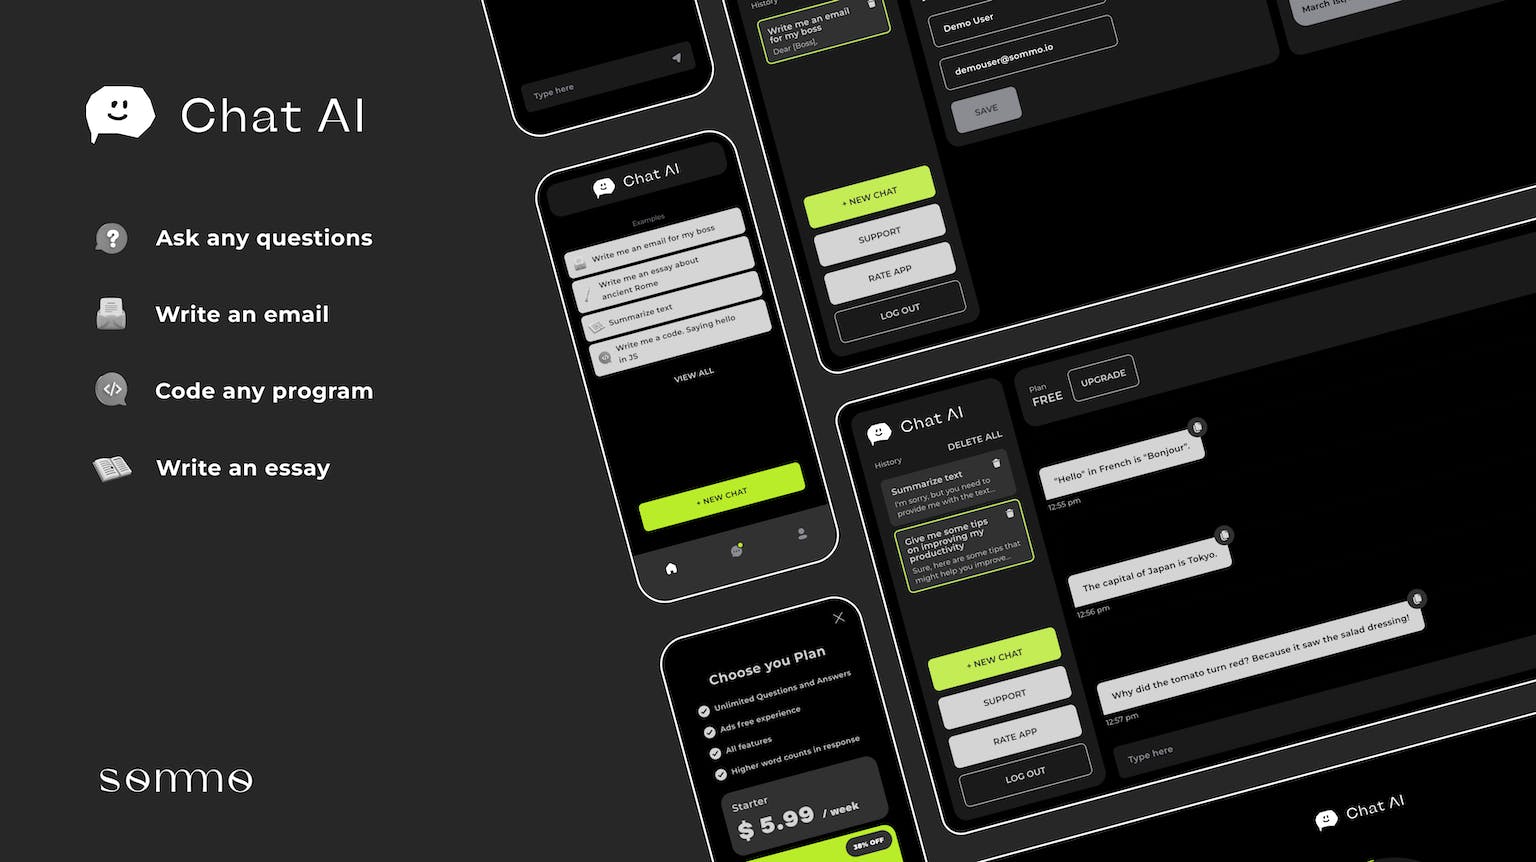 Chat AI
Ask any questions
Write an email
Code any program
Write an essay
sommo
Type here
Chat AI
Examples
Write me an email for my boss
Write me an essay about
ancient Rome
Summarize text
Write me a code. Saying hello
in JS
VIEW ALL
+ NEW CHAT
Choose you Plan
Unlimited Questions and Answers
Ads free experience
All features
Higher word counts in response
Starter
$ 5.99 / week
38% OFF
History
Write me an email
for my boss
Dear [Boss],
+ NEW CHAT
SUPPORT
RATE APP
LOG OUT
Demo User
demouser@sommo.io
SAVE
Chat AI
History
DELETE ALL
Summarize text
I'm sorry, but you need to
provide me with the text...
Give me some tips
on improving my
productivity
Sure, here are some tips that
might help you improve...
+ NEW CHAT
SUPPORT
RATE APP
LOG OUT
Plan
FREE
UPGRADE
"Hello" in French is "Bonjour".
12:55 pm
The capital of Japan is Tokyo.
12:56 pm
Why did the tomato turn red? Because it saw the salad dressing!
12:57 pm
Type here
Chat AI